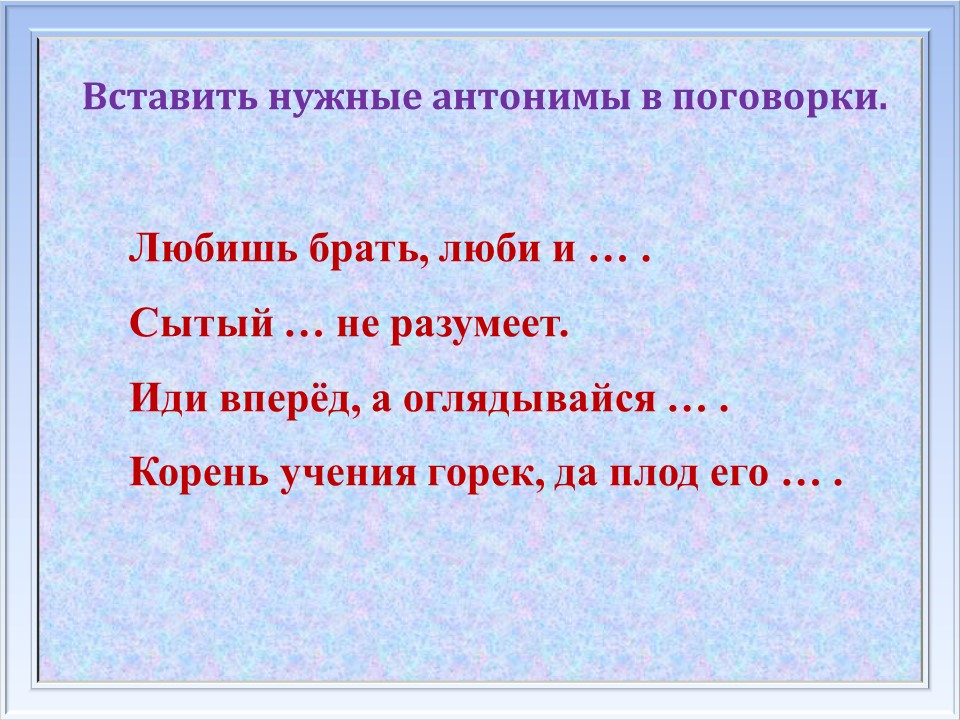 Вставить нужные антонимы в поговорки.
Любишь брать, люби и … .
Сытый … не разумеет.
Иди вперёд, а оглядывайся … .
Корень учения горек, да плод его … .